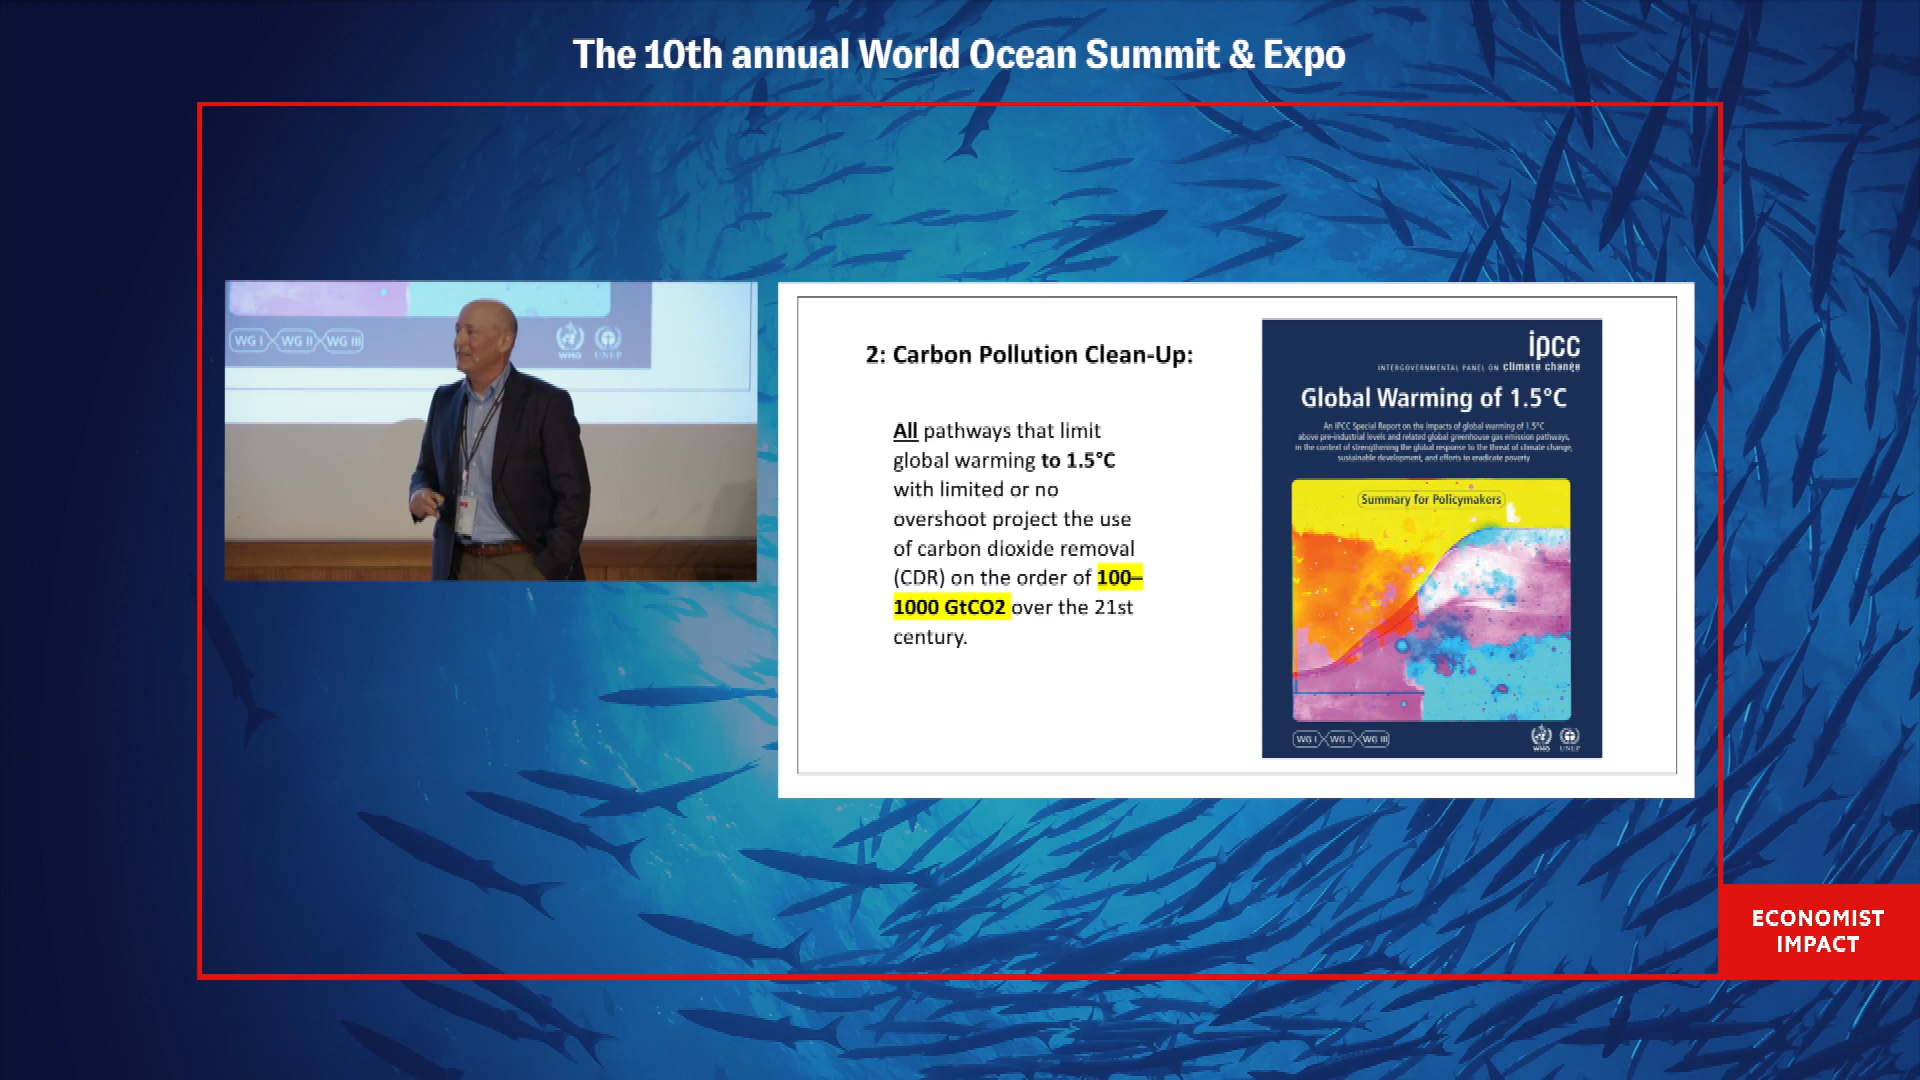 The 10th annual World Ocean Summit & Expo
WG I WG II WG III
WMO
UNEP
2: Carbon Pollution Clean-Up:
All pathways that limit
global warming to 1.5°C
with limited or no
overshoot project the use
of carbon dioxide removal
(CDR) on the order of 100–
1000 GtCO2 over the 21st
century.
ipcc
INTERGOVERNMENTAL PANEL ON climate change
Global Warming of 1.5°C
An IPCC Special Report on the impacts of global warming of 1.5°C
above pre-industrial levels and related global greenhouse gas emission pathways,
in the context of strengthening the global response to the threat of climate change,
sustainable development, and efforts to eradicate poverty
Summary for Policymakers
WG I WG II WG III
WMO
UNEP
ECONOMIST
IMPACT